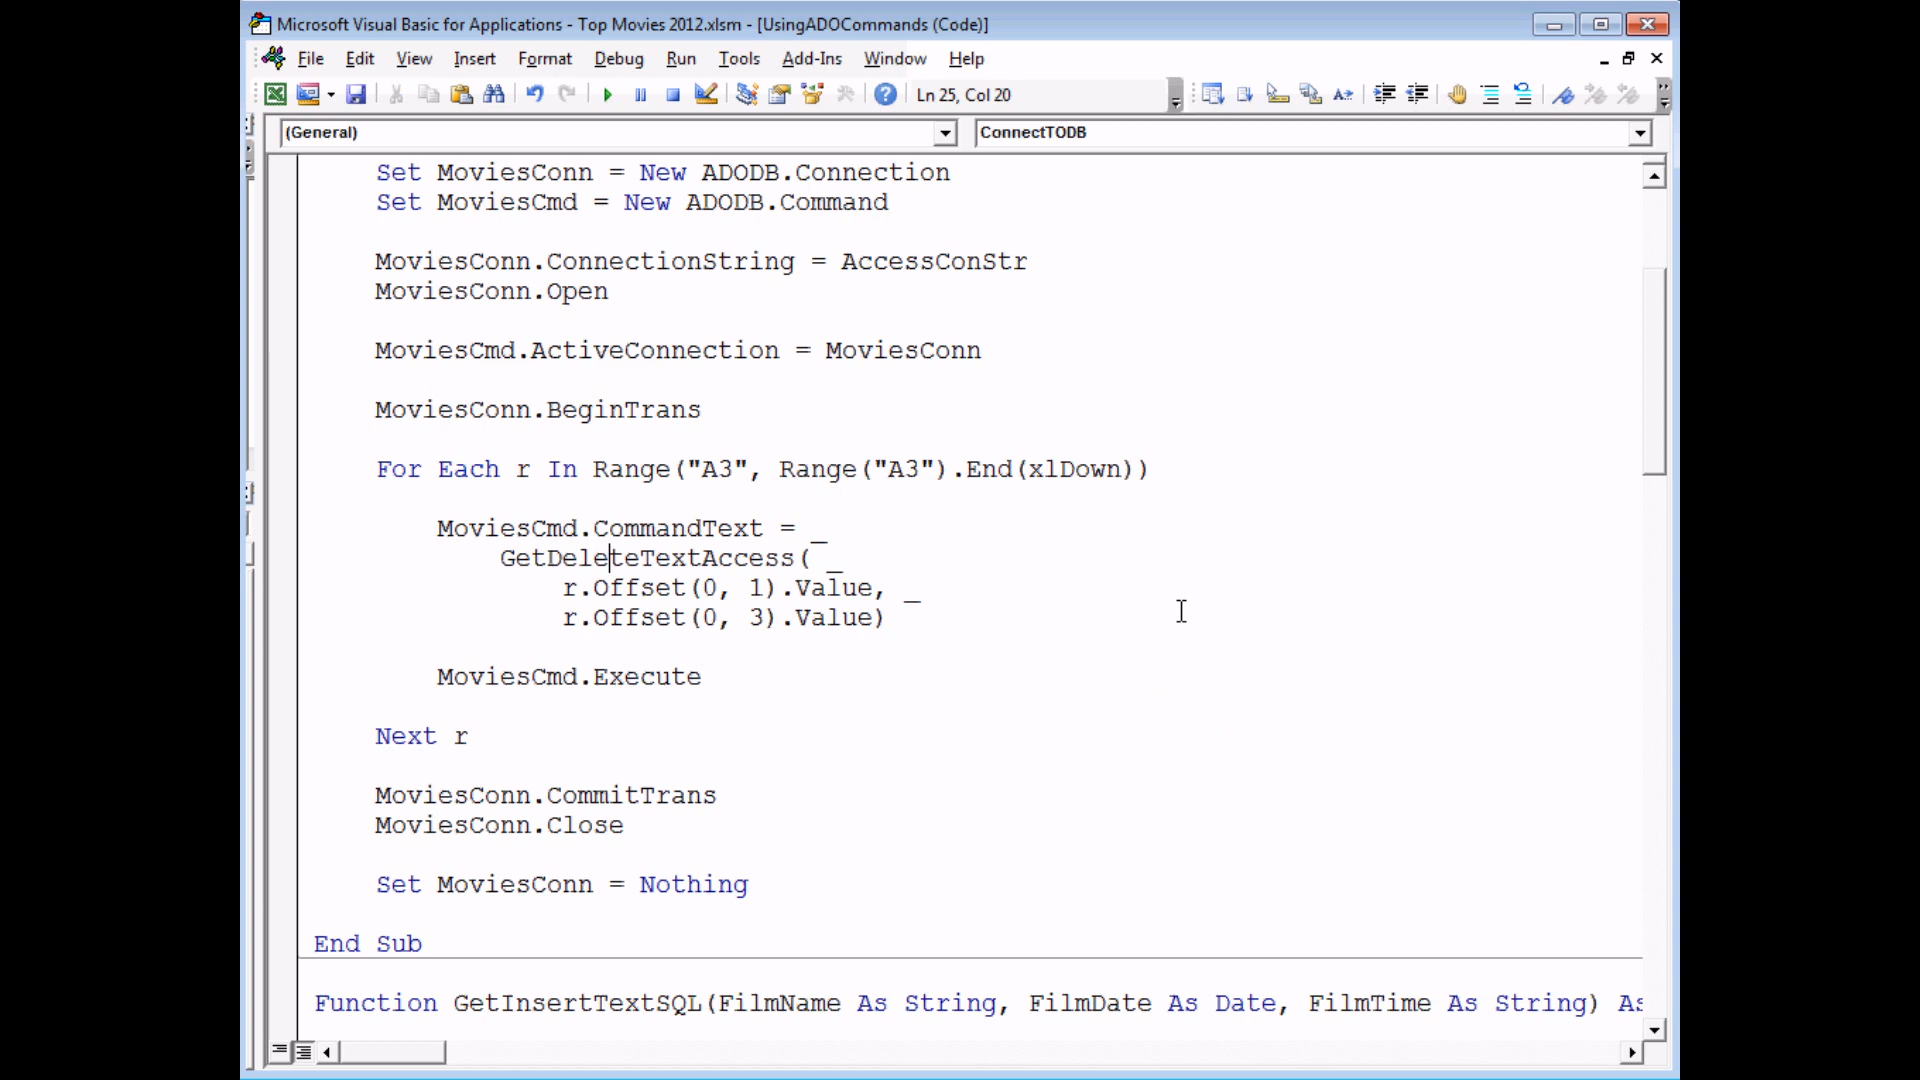 Microsoft Visual Basic for Applications - Top Movies 2012.xlsm - [UsingADOCommands (Code)]
File Edit View Insert Format Debug Run Tools Add-Ins Window Help
Ln 25, Col 20
(General) ConnectTODB
Set MoviesConn = New ADODB.Connection
Set MoviesCmd = New ADODB.Command
MoviesConn.ConnectionString = AccessConStr
MoviesConn.Open
MoviesCmd.ActiveConnection = MoviesConn
MoviesConn.BeginTrans
For Each r In Range("A3", Range("A3").End(xlDown))
MoviesCmd.CommandText = _
GetDeleteTextAccess( _
r.Offset(0, 1).Value, _
r.Offset(0, 3).Value)
MoviesCmd.Execute
Next r
MoviesConn.CommitTrans
MoviesConn.Close
Set MoviesConn = Nothing
End Sub
Function GetInsertTextSQL(FilmName As String, FilmDate As Date, FilmTime As String) As